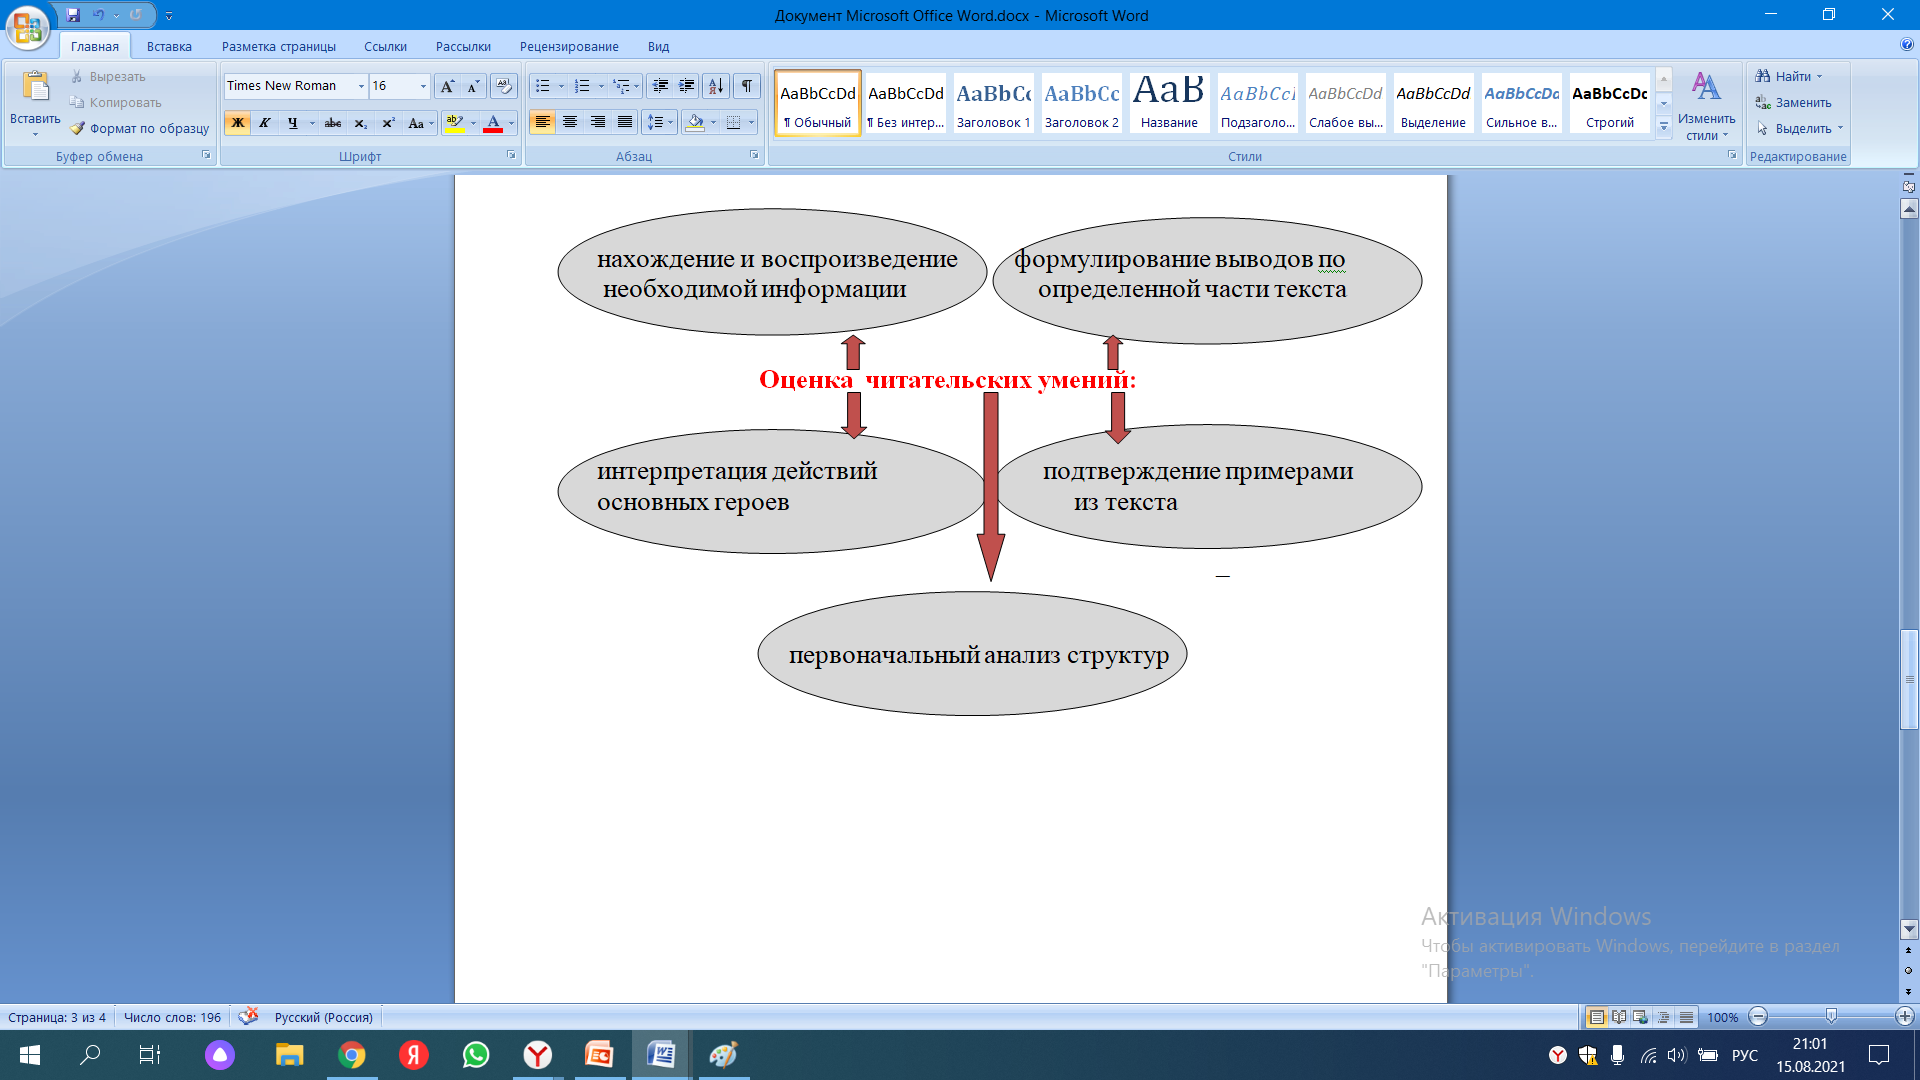 Документ Microsoft Office Word.docx - Microsoft Word
Главная Вставка Разметка страницы Ссылки Рассылки Рецензирование Вид
Вставить
Вырезать
Копировать
Формат по образцу
Буфер обмена
Times New Roman 16
Ж К Ч abc x₂ x² Aa
Шрифт
Абзац
AaBbCcDd AaBbCcDd AaBbCc AaBbCc АаВ AaBbCcI AaBbCcDd AaBbCcDd AaBbCcDd AaBbCcDc
¶ Обычный ¶ Без интер... Заголовок 1 Заголовок 2 Название Подзаголо... Слабое вы... Выделение Сильное в... Строгий
Стили
Изменить
стили
Найти
Заменить
Выделить
Редактирование
нахождение и воспроизведение
необходимой информации
формулирование выводов по
определенной части текста
Оценка читательских умений:
интерпретация действий
основных героев
подтверждение примерами
из текста
первоначальный анализ структур
Активация Windows
Чтобы активировать Windows, перейдите в раздел
"Параметры".
Страница: 3 из 4 Число слов: 196 Русский (Россия) 100%
РУС
21:01
15.08.2021